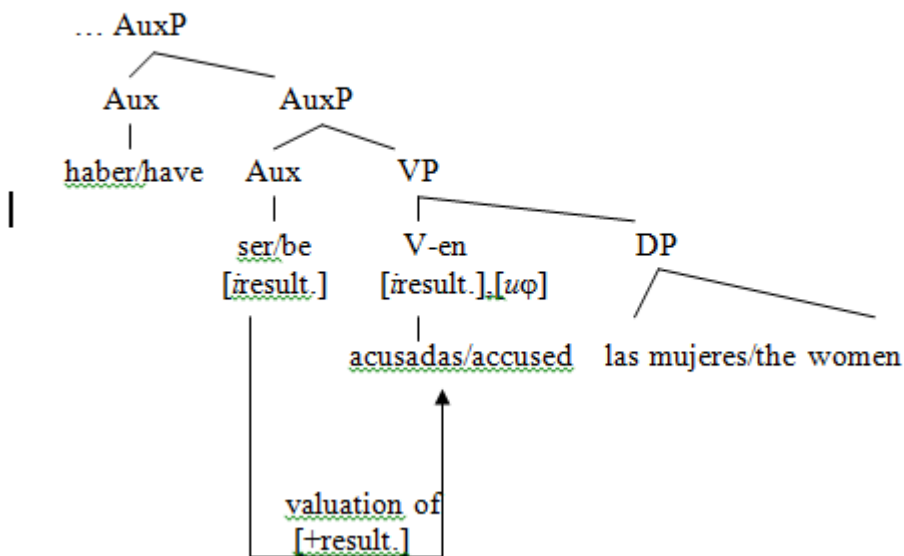 … AuxP
Aux AuxP
haber/have Aux VP
ser/be V-en DP
[iresult.] [iresult.],[uφ]
acusadas/accused las mujeres/the women
valuation of
[+result.]